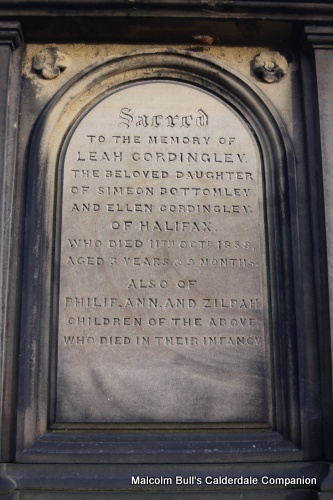 Sacred
TO THE MEMORY OF
LEAH CORDINGLEY.
THE BELOVED DAUGHTER
OF SIMEON BOTTOMLEY
AND ELLEN CORDINGLEY.
OF HALIFAX.
WHO DIED 11TH OCTR
AGED 3 YEARS & 9 MONTHS.
ALSO OF
PHILIP, ANN, AND ZILPAH,
CHILDREN OF THE ABOVE
WHO DIED IN THEIR INFANCY
Malcolm Bull's Calderdale Companion